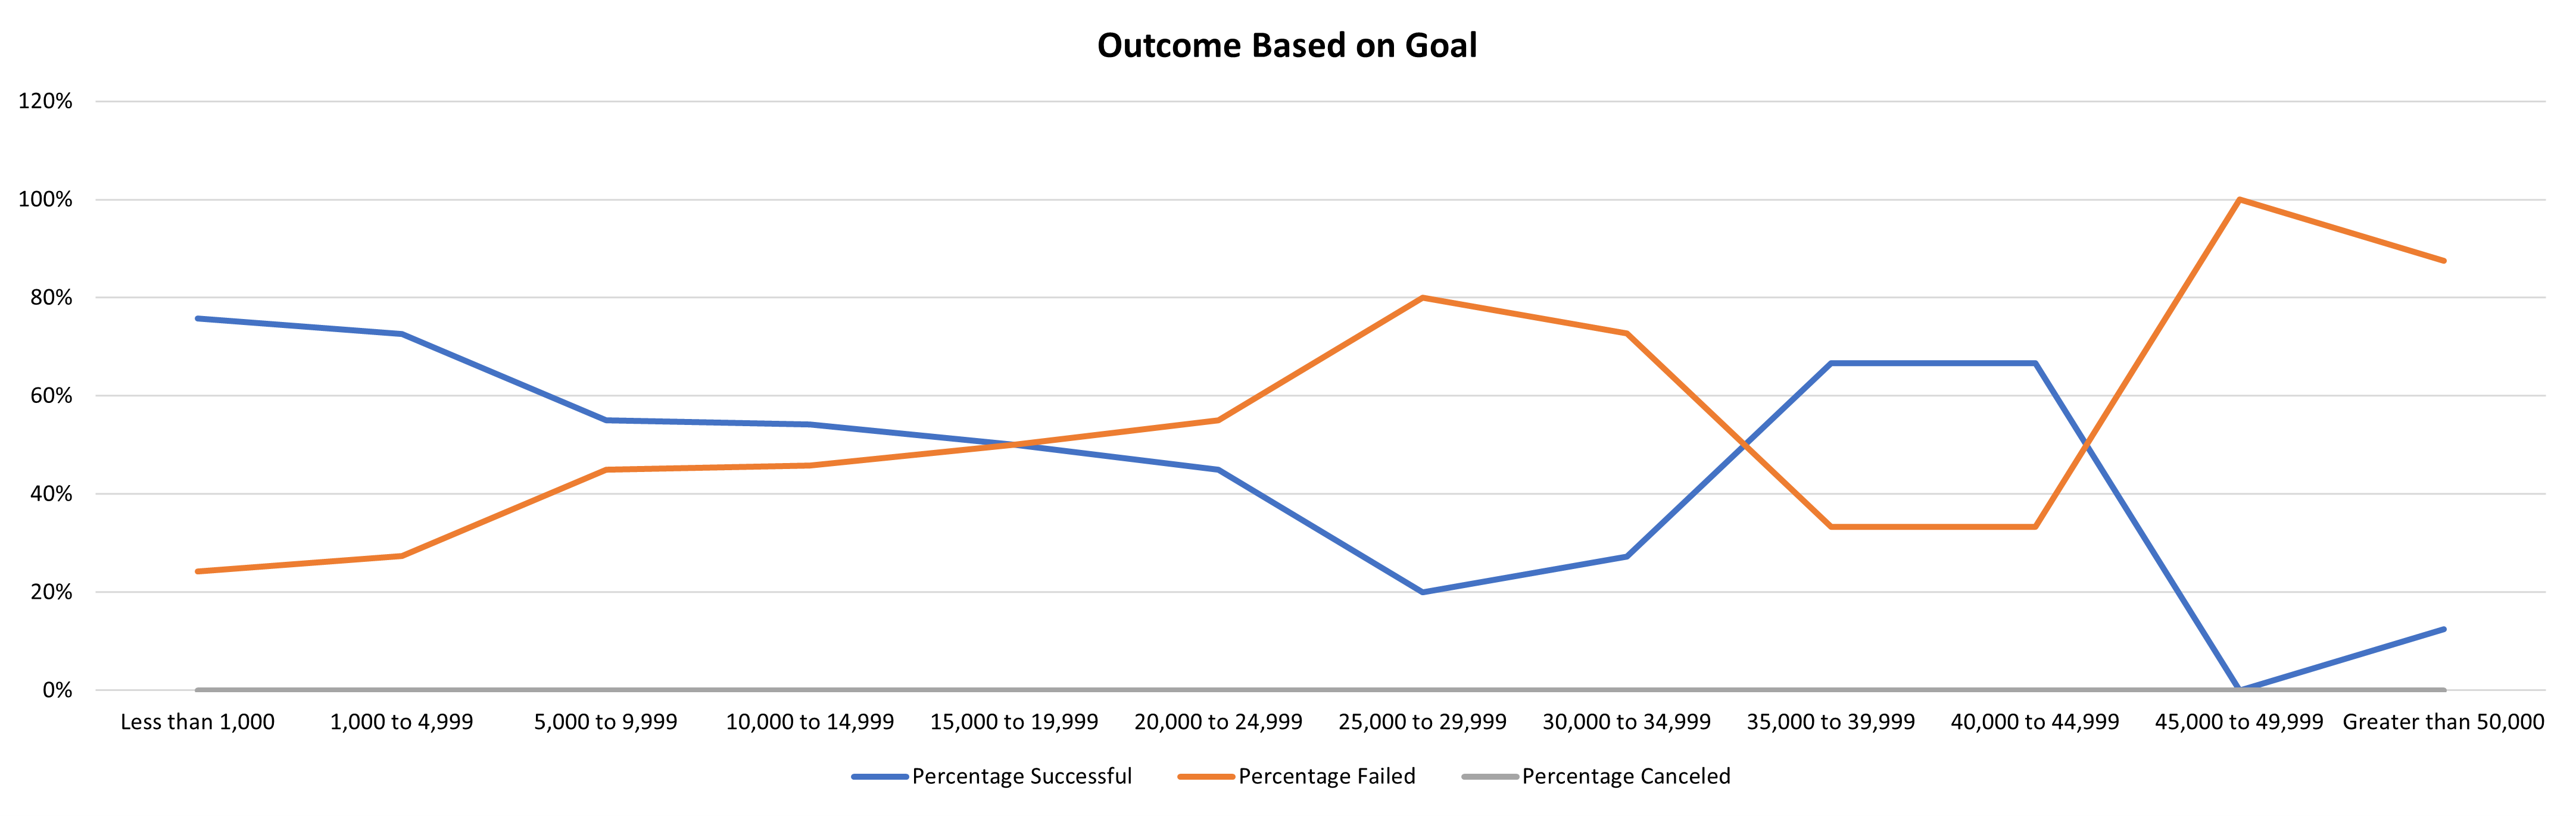 Outcome Based on Goal
120%
100%
80%
60%
40%
20%
0%
Less than 1,000 1,000 to 4,999 5,000 to 9,999 10,000 to 14,999 15,000 to 19,999 20,000 to 24,999 25,000 to 29,999 30,000 to 34,999 35,000 to 39,999 40,000 to 44,999 45,000 to 49,999 Greater than 50,000
Percentage Successful Percentage Failed Percentage Canceled